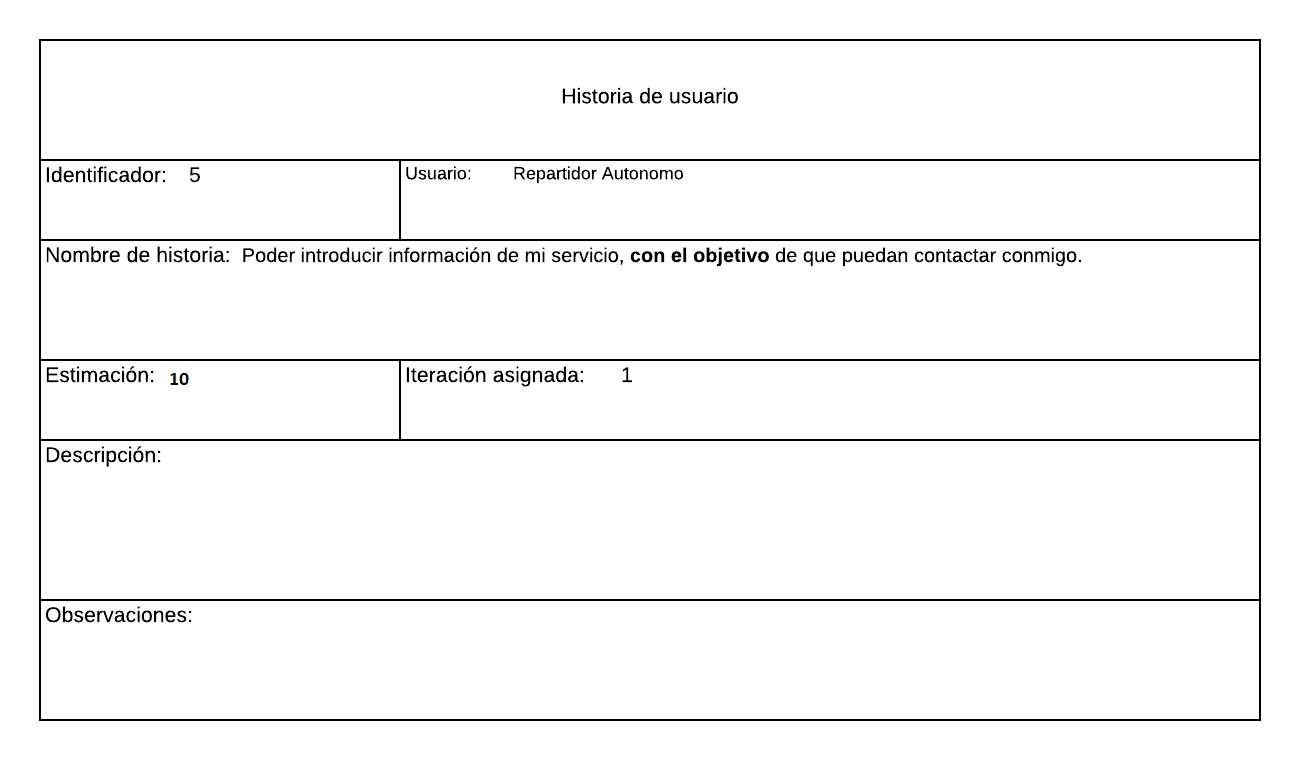 Historia de usuario
Identificador: 5
Usuario: Repartidor Autonomo
Nombre de historia: Poder introducir información de mi servicio, con el objetivo de que puedan contactar conmigo.
Estimación: 10
Iteración asignada: 1
Descripción:
Observaciones: